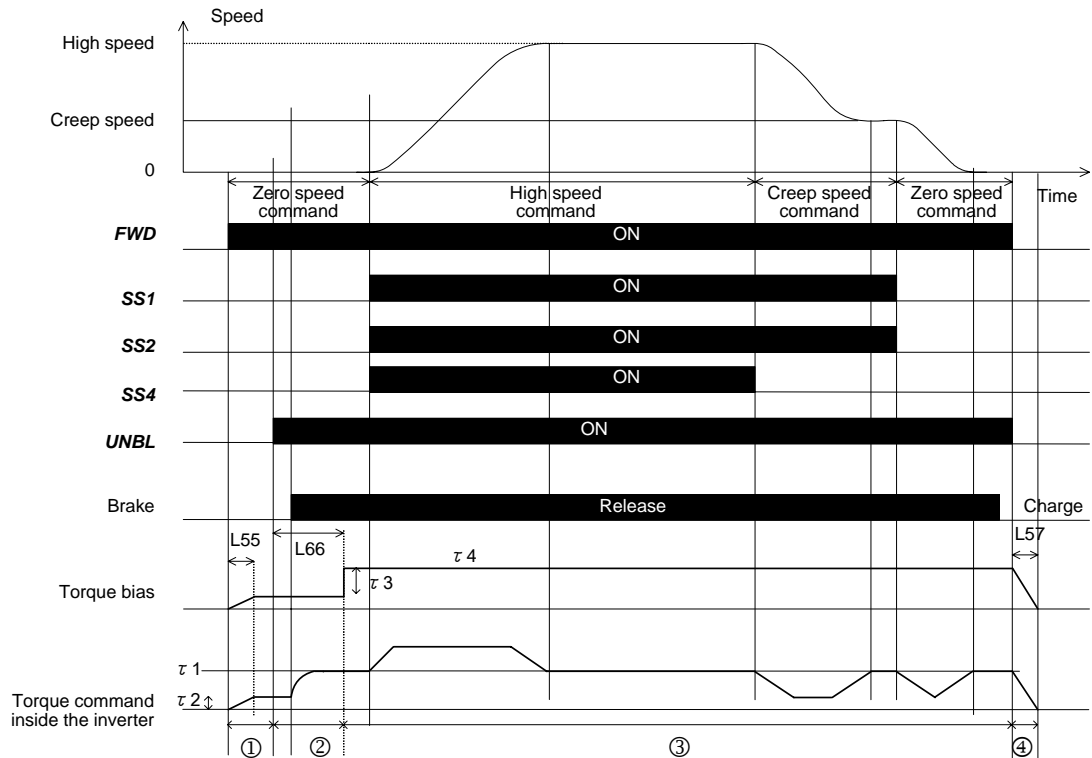 Speed
High speed
Creep speed
0
Zero speed
command
High speed
command
Creep speed
command
Zero speed
command
Time
FWD
ON
SS1
ON
SS2
ON
SS4
ON
UNBL
ON
Brake
Release
Charge
L55
L66
L57
τ 4
τ 3
Torque bias
τ 1
τ 2
Torque command
inside the inverter
① ② ③ ④